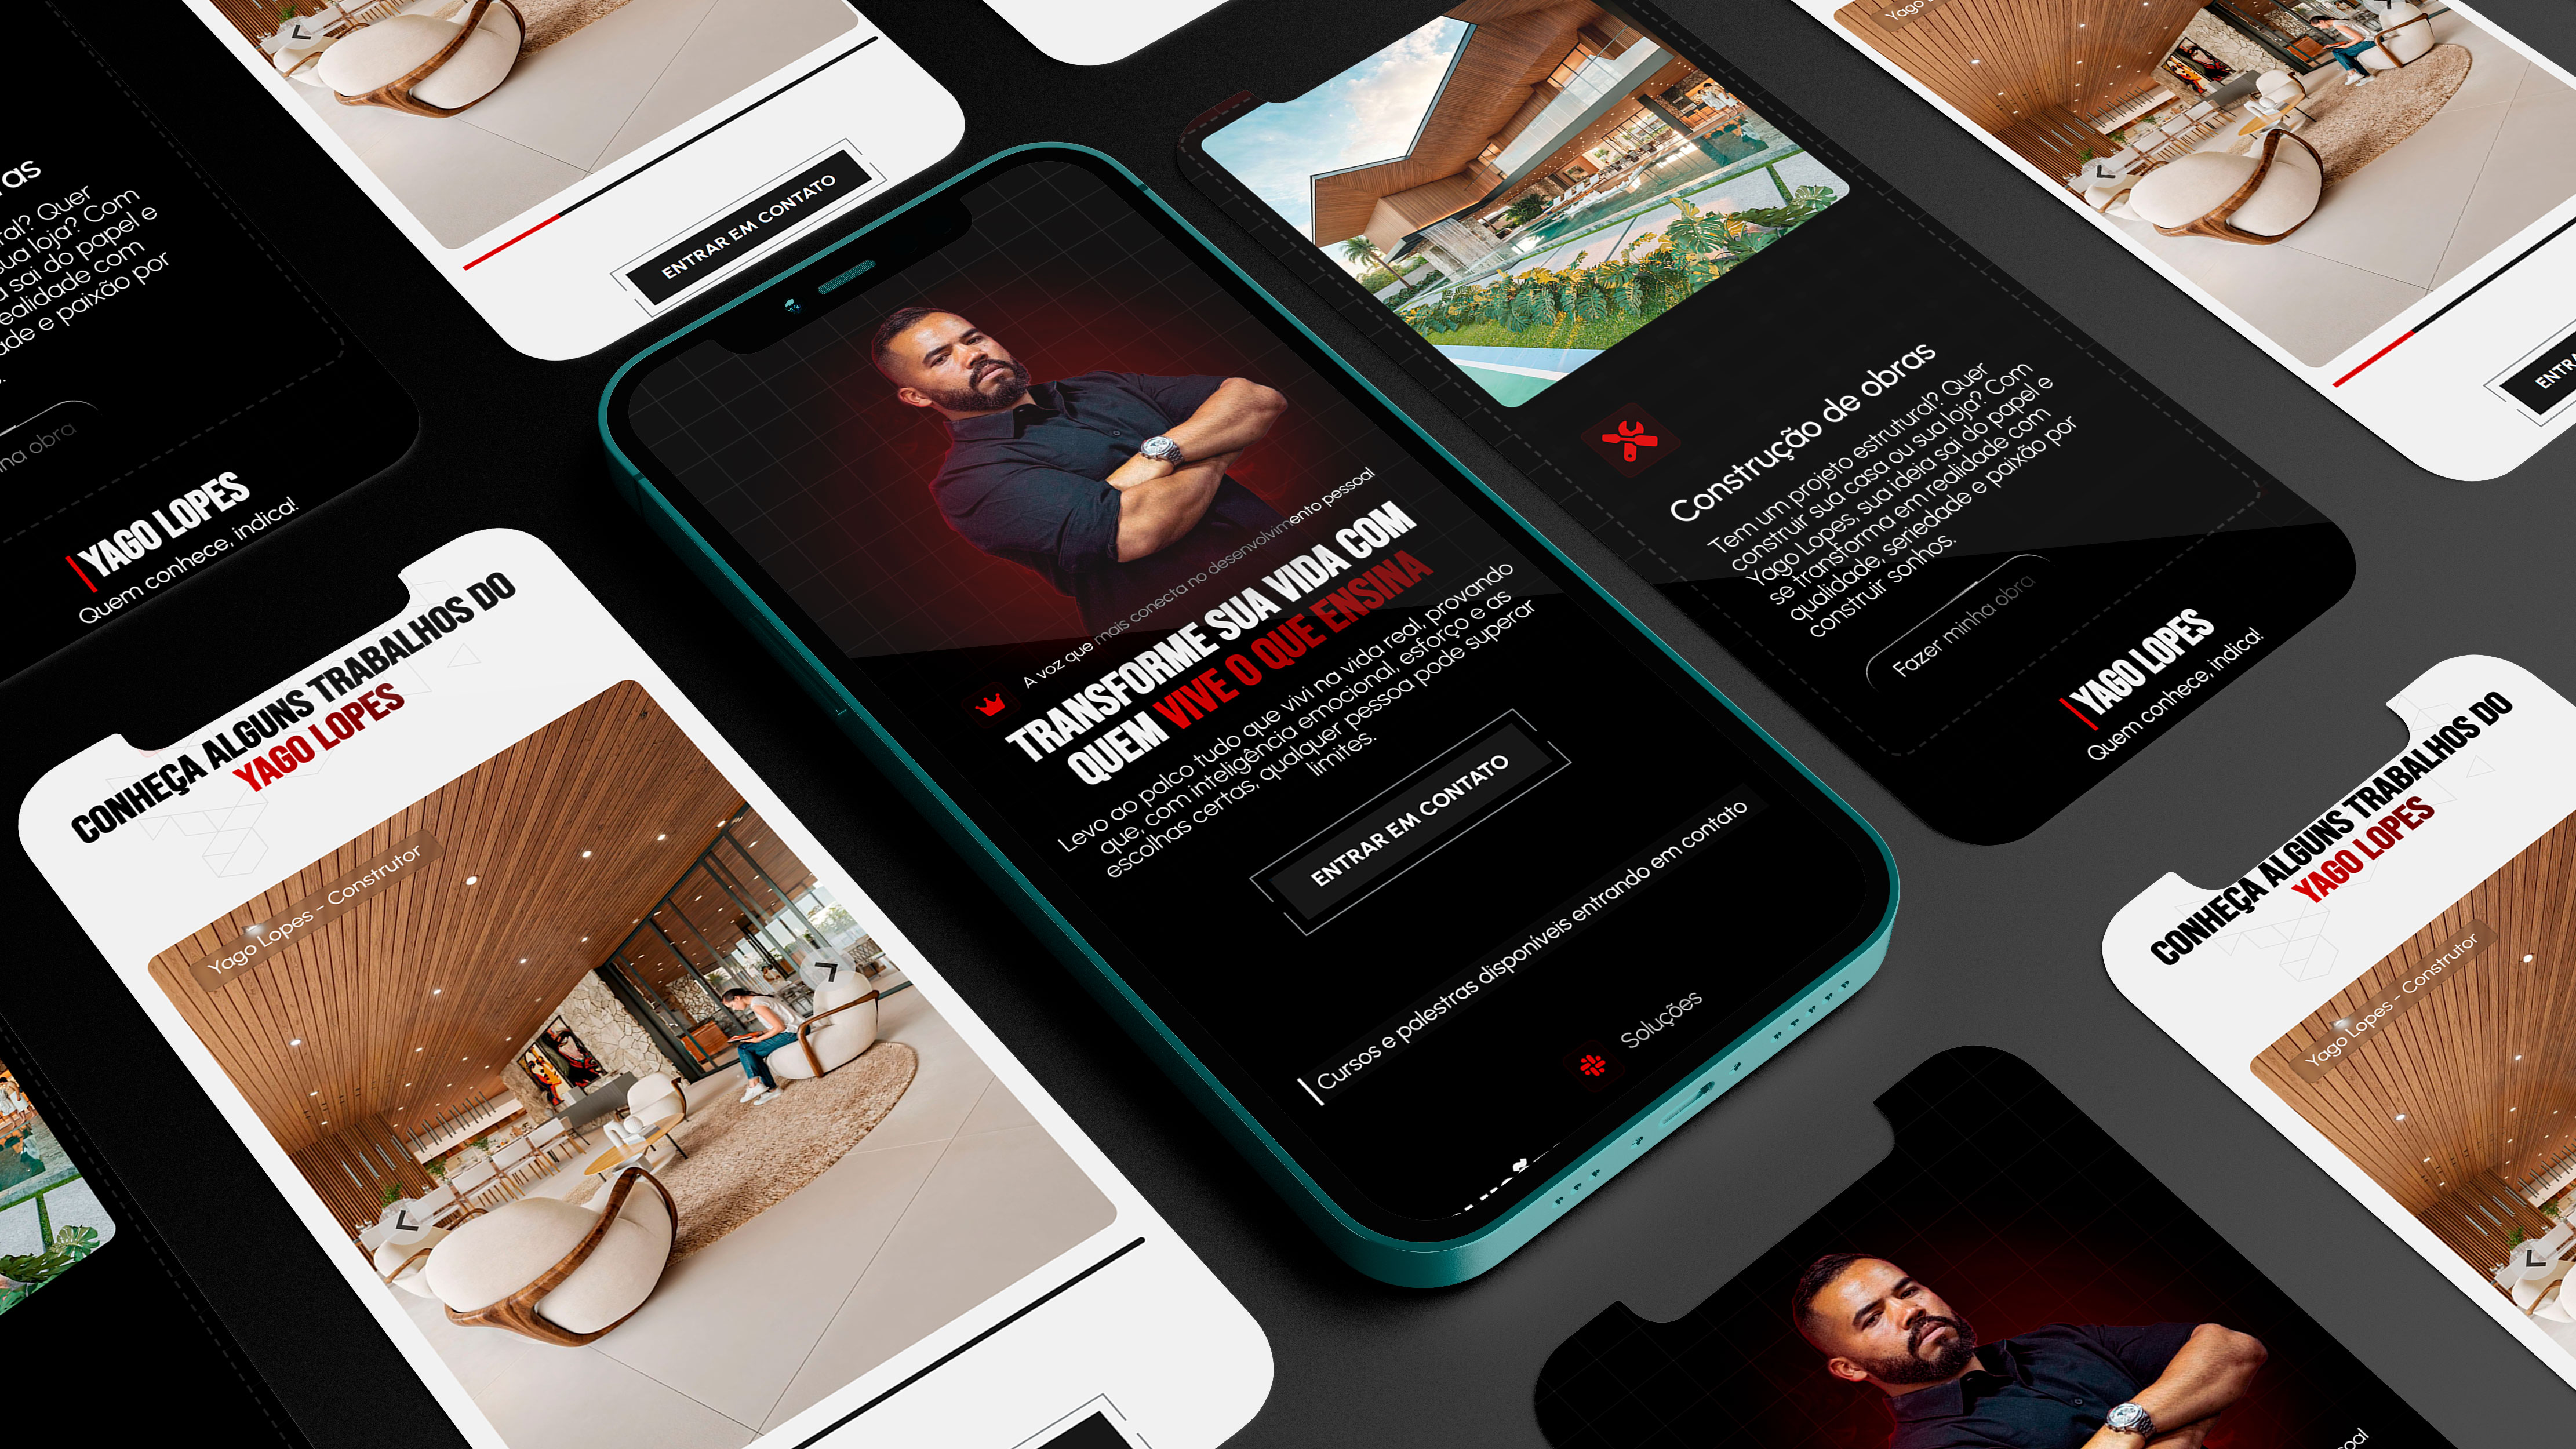 as
ral? Quer
sua loja? Com
sai do papel e
realidade com
ade e paixão por
obra
YAGO LOPES
Quem conhece, indica!
ENTRAR EM CONTATO
CONHEÇA ALGUNS TRABALHOS DO
YAGO LOPES
Yago Lopes - Construtor
A voz que mais conecta no desenvolvimento pessoal
TRANSFORME SUA VIDA COM
QUEM VIVE O QUE ENSINA
Levo ao palco tudo que vivi na vida real, provando
que, com inteligência emocional, esforço e as
escolhas certas, qualquer pessoa pode superar
limites.
ENTRAR EM CONTATO
Cursos e palestras disponíveis entrando em contato
Soluções
Construção de obras
Tem um projeto estrutural? Quer
construir sua casa ou sua loja? Com
Yago Lopes, sua ideia sai do papel e
se transforma em realidade com
qualidade, seriedade e paixão por
construir sonhos.
Fazer minha obra
YAGO LOPES
Quem conhece, indica!
Yago
ENTRA
CONHEÇA ALGUNS TRABALHOS DO
YAGO LOPES
Yago Lopes - Construtor